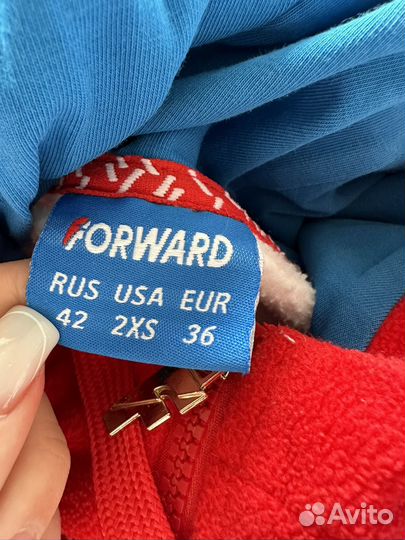 FORWARD
RUS USA EUR
42 2XS 36
Avito